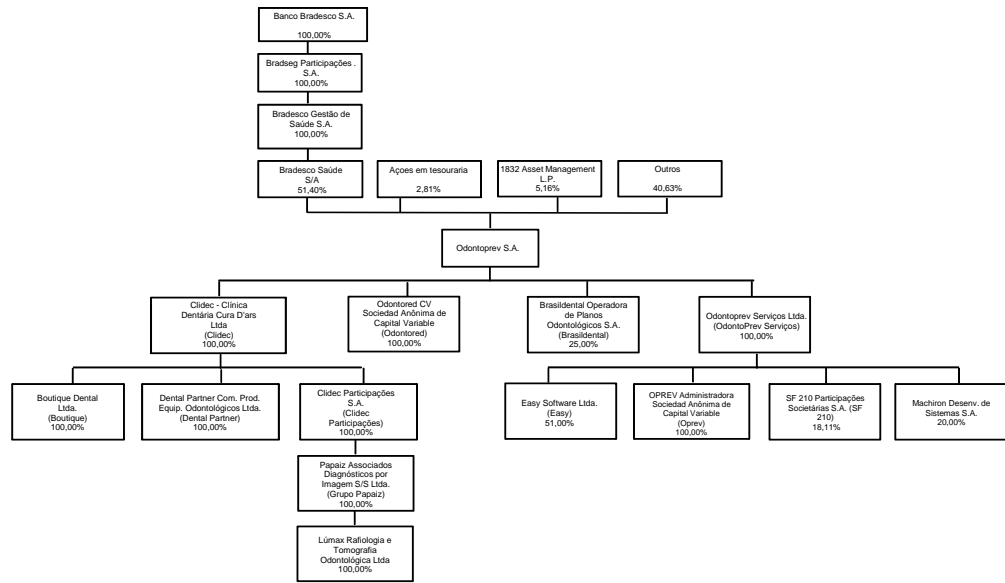 Banco Bradesco S.A.
100,00%
Bradseg Participações .
S.A.
100,00%
Bradesco Gestão de
Saúde S.A.
100,00%
Bradesco Saúde
S/A
51,40%
Açoes em tesouraria
2,81%
1832 Asset Management
L.P.
5,16%
Outros
40,63%
Odontoprev S.A.
Clidec - Clínica
Dentária Cura D'ars
Ltda
(Clidec)
100,00%
Odontored CV
Sociedad Anônima de
Capital Variable
(Odontored)
100,00%
Brasildental Operadora
de Planos
Odontológicos S.A.
(Brasildental)
25,00%
Odontoprev Serviços Ltda.
(OdontoPrev Serviços)
100,00%
Boutique Dental
Ltda.
(Boutique)
100,00%
Dental Partner Com. Prod.
Equip. Odontológicos Ltda.
(Dental Partner)
100,00%
Clidec Participações
S.A.
(Clidec
Participações)
100,00%
Easy Software Ltda.
(Easy)
51,00%
OPREV Administradora
Sociedad Anônima de
Capital Variable
(Oprev)
100,00%
SF 210 Participações
Societárias S.A. (SF
210)
18,11%
Machiron Desenv. de
Sistemas S.A.
20,00%
Papaiz Associados
Diagnósticos por
Imagem S/S Ltda.
(Grupo Papaiz)
100,00%
Lúmax Rafiologia e
Tomografia
Odontológica Ltda
100,00%